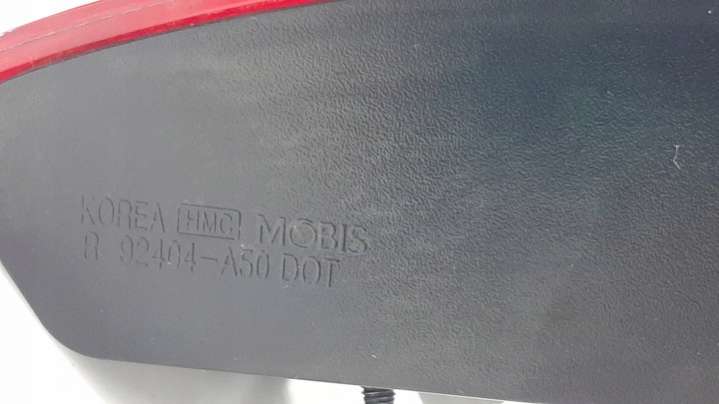 KOREA HMC MOBIS
R 92404-A50 DOT